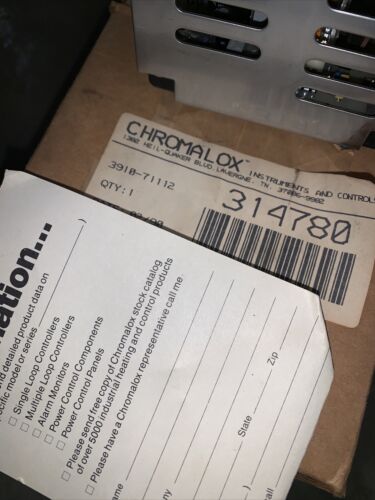 CHROMALOX™
INSTRUMENTS AND CONTROLS
1382 HEIL-QUAKER BLVD LAVERGNE, TN. 37086-9902
3910-71112
QTY: 1
314780
ation...
detailed product data on
specific model or series )
☐ Single Loop Controllers
☐ Multiple Loop Controllers
☐ Alarm Monitors
☐ Power Control Components
☐ Power Control Panels
☐ Please send free copy of Chromalox stock catalog
of over 5000 industrial heating and control products
☐ Please have a Chromalox representative call me
State
Zip
)